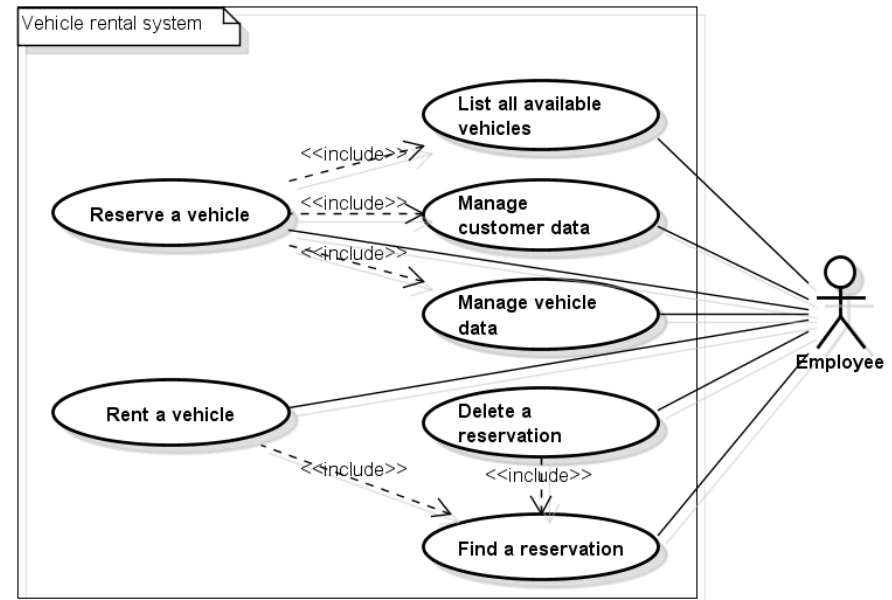 Vehicle rental system
List all available
vehicles
<<include>>
<<include>>
Reserve a vehicle
Manage
customer data
<<include>>
Manage vehicle
data
Employee
Rent a vehicle
Delete a
reservation
<<include>>
<<include>>
Find a reservation